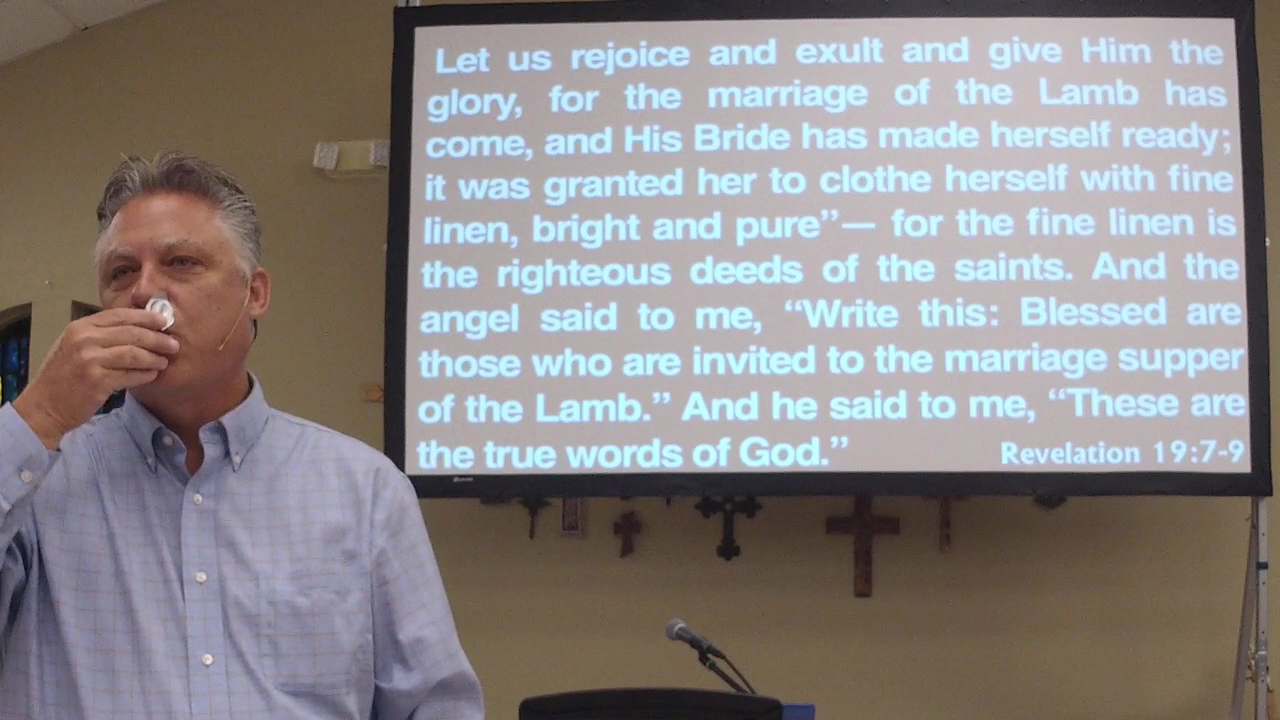 Let us rejoice and exult and give Him the
glory, for the marriage of the Lamb has
come, and His Bride has made herself ready;
it was granted her to clothe herself with fine
linen, bright and pure”— for the fine linen is
the righteous deeds of the saints. And the
angel said to me, “Write this: Blessed are
those who are invited to the marriage supper
of the Lamb.” And he said to me, “These are
the true words of God.”
Revelation 19:7-9